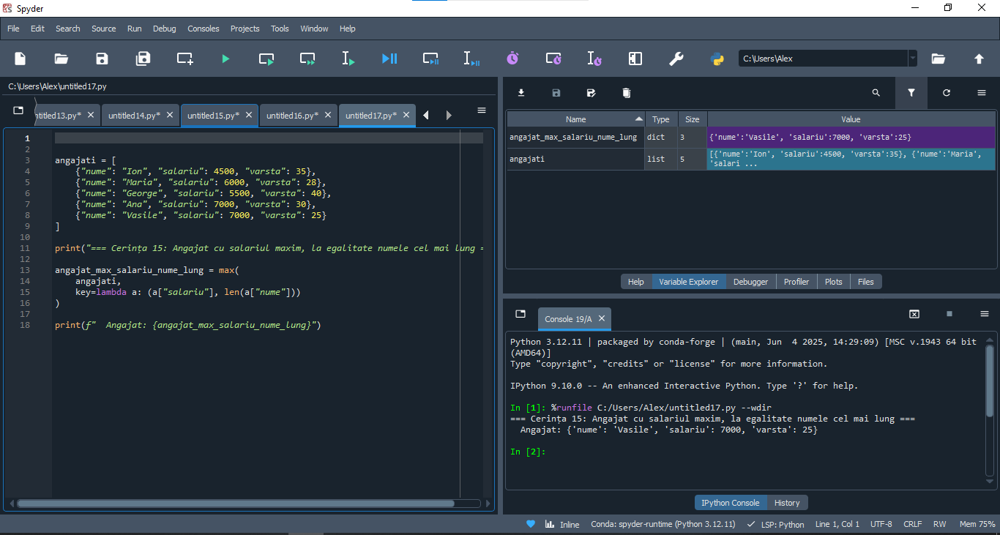 Spyder
File Edit Search Source Run Debug Consoles Projects Tools Window Help
C:\Users\Alex
C:\Users\Alex\untitled17.py
ntitled13.py* untitled14.py* untitled15.py* untitled16.py* untitled17.py*
1
2
3 angajati = [
4 {"nume": "Ion", "salariu": 4500, "varsta": 35},
5 {"nume": "Maria", "salariu": 6000, "varsta": 28},
6 {"nume": "George", "salariu": 5500, "varsta": 40},
7 {"nume": "Ana", "salariu": 7000, "varsta": 30},
8 {"nume": "Vasile", "salariu": 7000, "varsta": 25}
9 ]
10
11 print("=== Cerința 15: Angajat cu salariul maxim, la egalitate numele cel mai lung =
12
13 angajat_max_salariu_nume_lung = max(
14 angajati,
15 key=lambda a: (a["salariu"], len(a["nume"]))
16 )
17
18 print(f"  Angajat: {angajat_max_salariu_nume_lung}")
Name Type Size Value
angajat_max_salariu_nume_lung dict 3 {'nume':'Vasile', 'salariu':7000, 'varsta':25}
angajati list 5 [{'nume':'Ion', 'salariu':4500, 'varsta':35}, {'nume':'Maria',
'salari ...
Help Variable Explorer Debugger Profiler Plots Files
Console 19/A
Python 3.12.11 | packaged by conda-forge | (main, Jun  4 2025, 14:29:09) [MSC v.1943 64 bit
(AMD64)]
Type "copyright", "credits" or "license" for more information.
IPython 9.10.0 -- An enhanced Interactive Python. Type '?' for help.
In [1]: %runfile C:/Users/Alex/untitled17.py --wdir
=== Cerința 15: Angajat cu salariul maxim, la egalitate numele cel mai lung ===
  Angajat: {'nume': 'Vasile', 'salariu': 7000, 'varsta': 25}
In [2]:
IPython Console History
Inline Conda: spyder-runtime (Python 3.12.11) LSP: Python Line 1, Col 1 UTF-8 CRLF RW Mem 75%